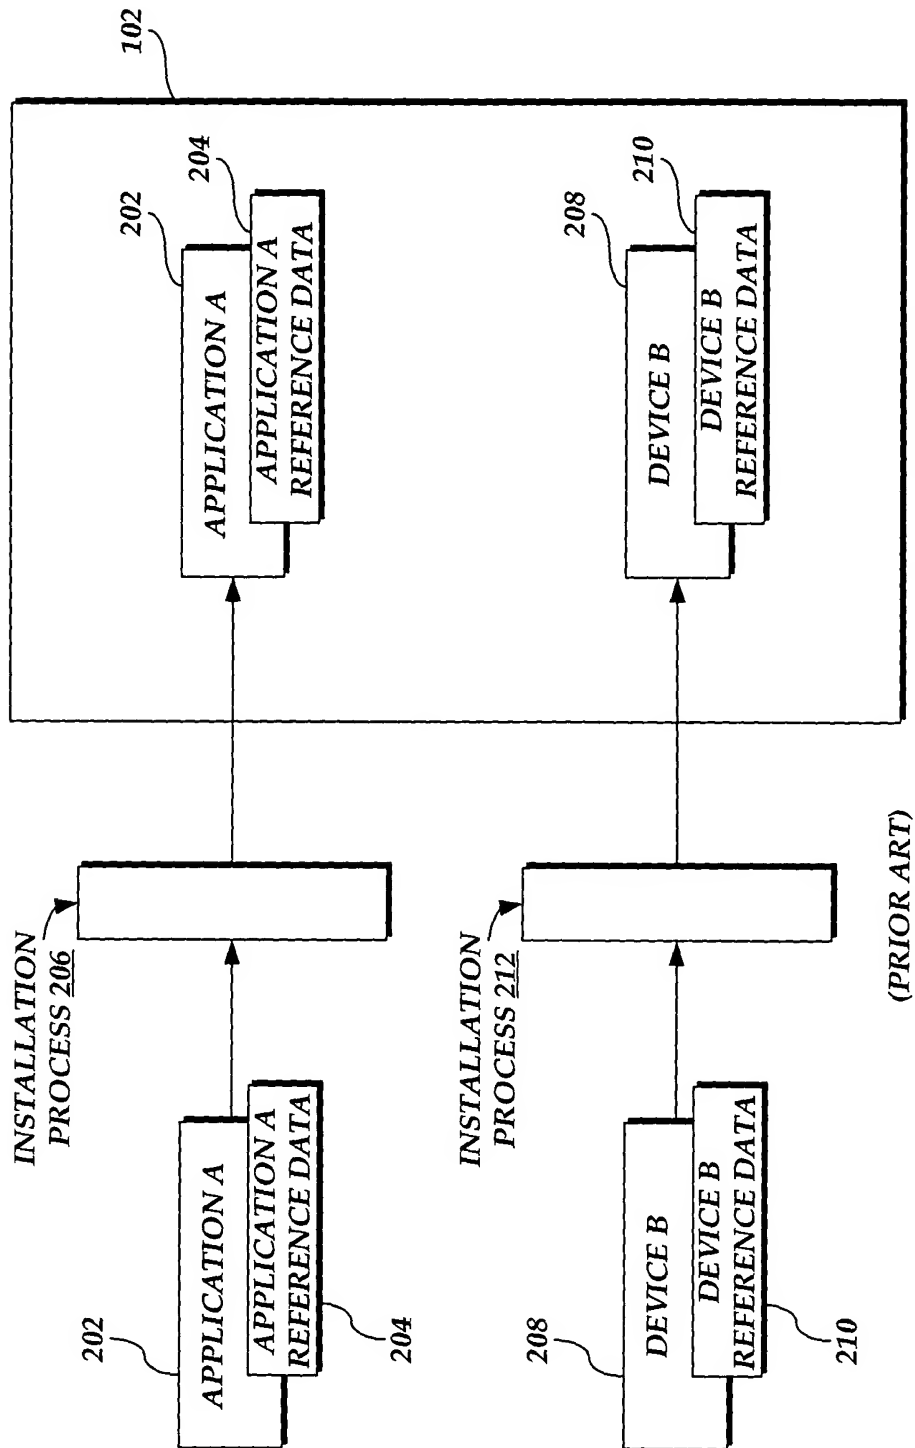 INSTALLATION
PROCESS 206
202
APPLICATION A
APPLICATION A
REFERENCE DATA
204
102
202
APPLICATION A
204
APPLICATION A
REFERENCE DATA
INSTALLATION
PROCESS 212
208
DEVICE B
DEVICE B
REFERENCE DATA
210
208
DEVICE B
210
DEVICE B
REFERENCE DATA
(PRIOR ART)